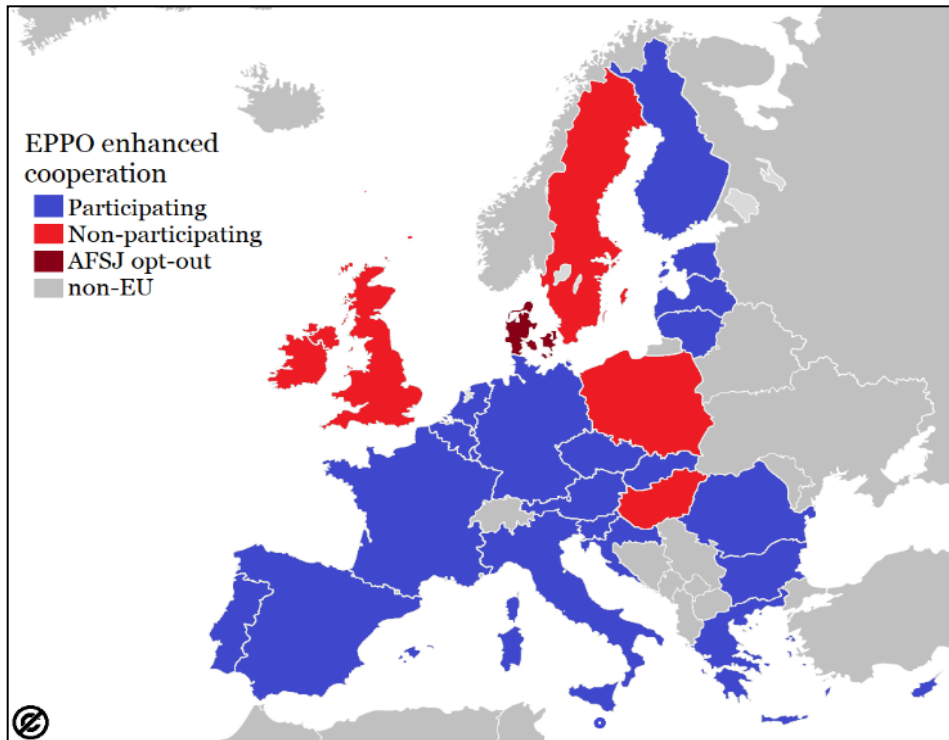 EPPO enhanced
cooperation
Participating
Non-participating
AFSJ opt-out
non-EU